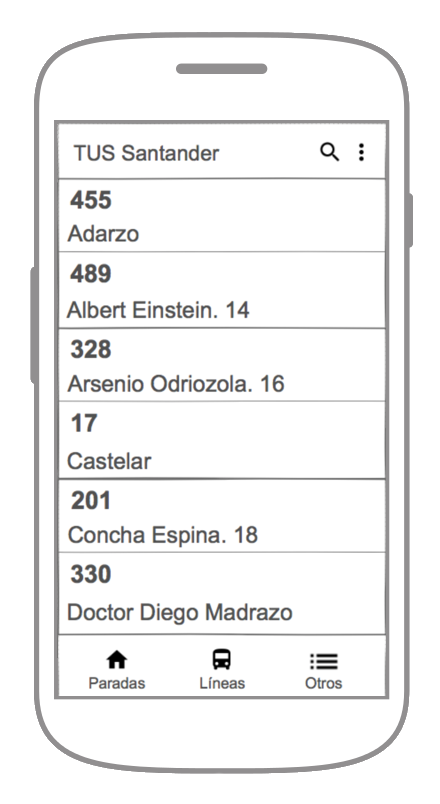 TUS Santander
455
Adarzo
489
Albert Einstein. 14
328
Arsenio Odriozola. 16
17
Castelar
201
Concha Espina. 18
330
Doctor Diego Madrazo
Paradas Líneas Otros